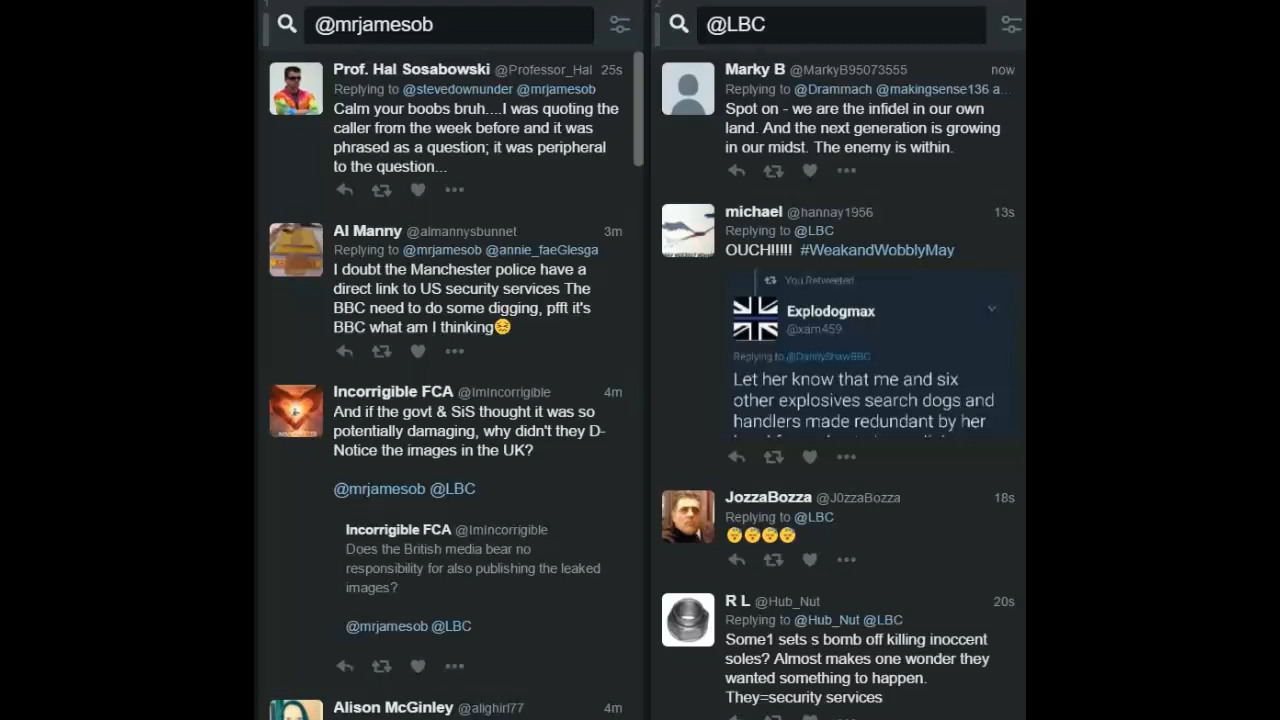 1
@mrjamesob
Prof. Hal Sosabowski @Professor_Hal 25s
Replying to @stevedownunder @mrjamesob
Calm your boobs bruh....I was quoting the
caller from the week before and it was
phrased as a question; it was peripheral
to the question...
Al Manny @almannysbunnet 3m
Replying to @mrjamesob @annie_faeGlesga
I doubt the Manchester police have a
direct link to US security services The
BBC need to do some digging, pfft it's
BBC what am I thinking😖
Incorrigible FCA @ImIncorrigible 4m
And if the govt & SiS thought it was so
potentially damaging, why didn't they D-
Notice the images in the UK?
@mrjamesob @LBC
Incorrigible FCA @ImIncorrigible
Does the British media bear no
responsibility for also publishing the leaked
images?
@mrjamesob @LBC
Alison McGinley @alighirl77 4m
2
@LBC
Marky B @MarkyB95073555 now
Replying to @Drammach @makingsense136 a...
Spot on - we are the infidel in our own
land. And the next generation is growing
in our midst. The enemy is within.
michael @hannay1956 13s
Replying to @LBC
OUCH!!!!! #WeakandWobblyMay
You Retweeted
Explodogmax
@xam459
Replying to @DannyShawBBC
Let her know that me and six
other explosives search dogs and
handlers made redundant by her
JozzaBozza @J0zzaBozza 18s
Replying to @LBC
😴😴😴😴
R L @Hub_Nut 20s
Replying to @Hub_Nut @LBC
Some1 sets s bomb off killing inoccent
soles? Almost makes one wonder they
wanted something to happen.
They=security services